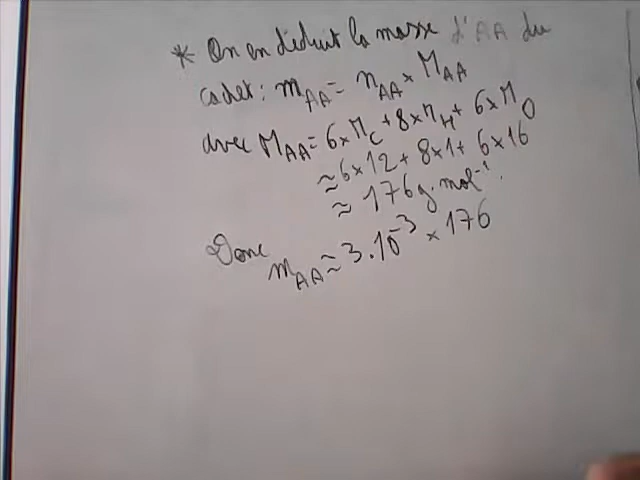 * On en déduit la masse d'AA du
cachet : m_AA = n_AA × M_AA
avec M_AA = 6 × M_C + 8 × M_H + 6 × M_O
≈ 6 × 12 + 8 × 1 + 6 × 16
≈ 176 g. mol⁻¹.
Donc m_AA ≈ 3.10⁻³ × 176